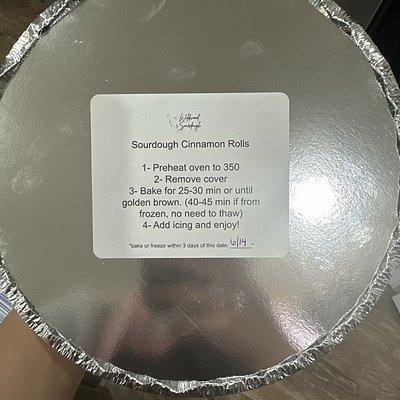 Sourdough Cinnamon Rolls
1- Preheat oven to 350
2- Remove cover
3- Bake for 25-30 min or until
golden brown. (40-45 min if from
frozen, no need to thaw)
4- Add icing and enjoy!
*bake or freeze within 3 days of this date: 6/14.